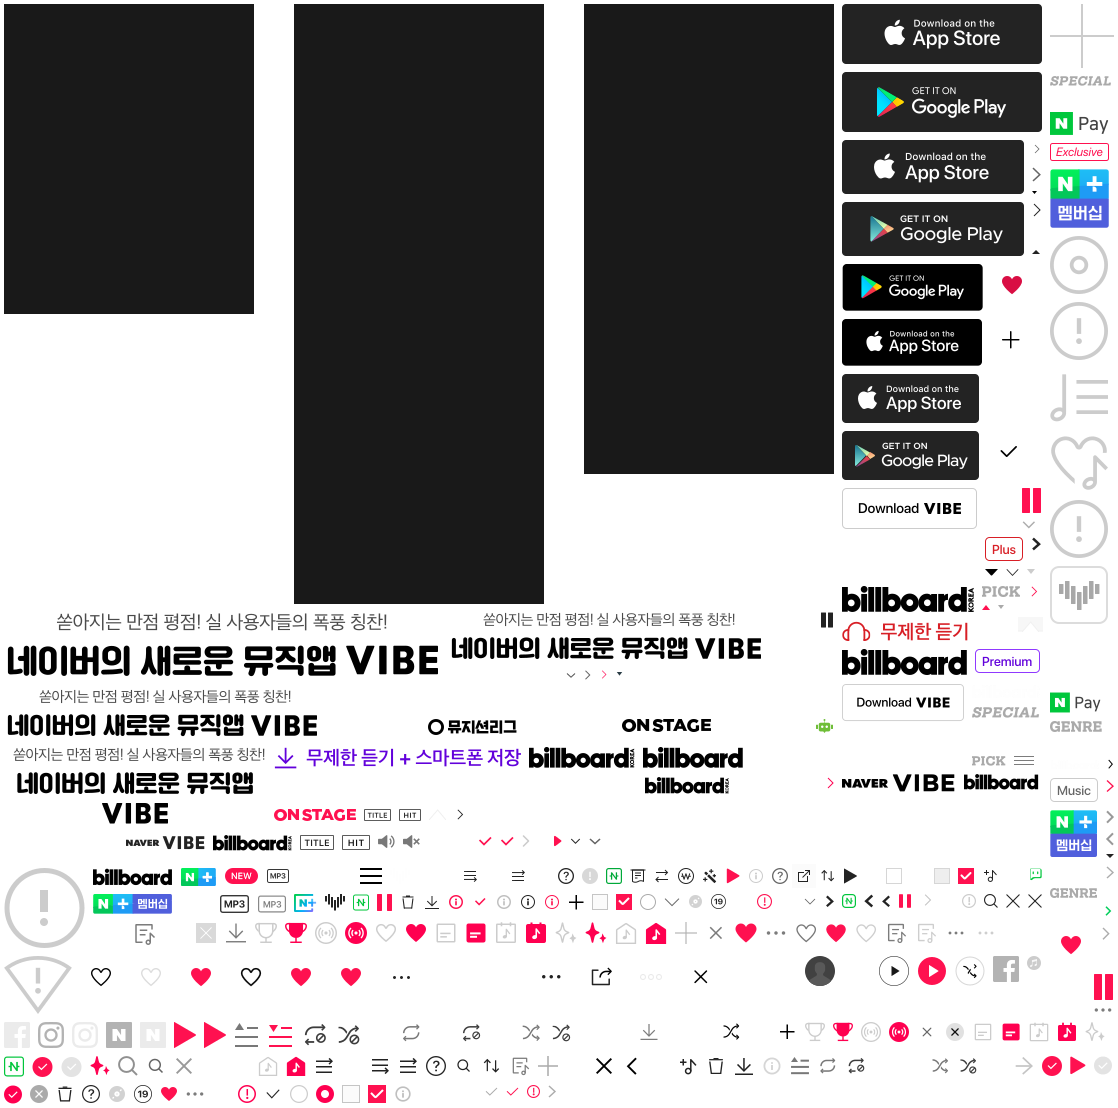 Download on the
App Store
SPECIAL
GET IT ON
Google Play
N Pay
Exclusive
Download on the
App Store
N +
멤버십
GET IT ON
Google Play
GET IT ON
Google Play
Download on the
App Store
Download on the
App Store
GET IT ON
Google Play
Download VIBE
Plus
billboard KOREA
PICK
쏟아지는 만점 평점! 실 사용자들의 폭풍 칭찬!
쏟아지는 만점 평점! 실 사용자들의 폭풍 칭찬!
무제한 듣기
네이버의 새로운 뮤직앱 VIBE
네이버의 새로운 뮤직앱 VIBE
billboard
Premium
쏟아지는 만점 평점! 실 사용자들의 폭풍 칭찬!
Download VIBE
SPECIAL
N Pay
네이버의 새로운 뮤직앱 VIBE
뮤지션리그
ON STAGE
GENRE
쏟아지는 만점 평점! 실 사용자들의 폭풍 칭찬!
무제한 듣기 + 스마트폰 저장
billboard KOREA
billboard
PICK
네이버의 새로운 뮤직앱
VIBE
billboard KOREA
NAVER VIBE
billboard
Music
ON STAGE
TITLE
HIT
N +
멤버십
NAVER VIBE
billboard KOREA
TITLE
HIT
billboard
N +
NEW
MP3
N
GENRE
N + 멤버십
MP3
MP3
N+
N
19
N
N
N
N
19